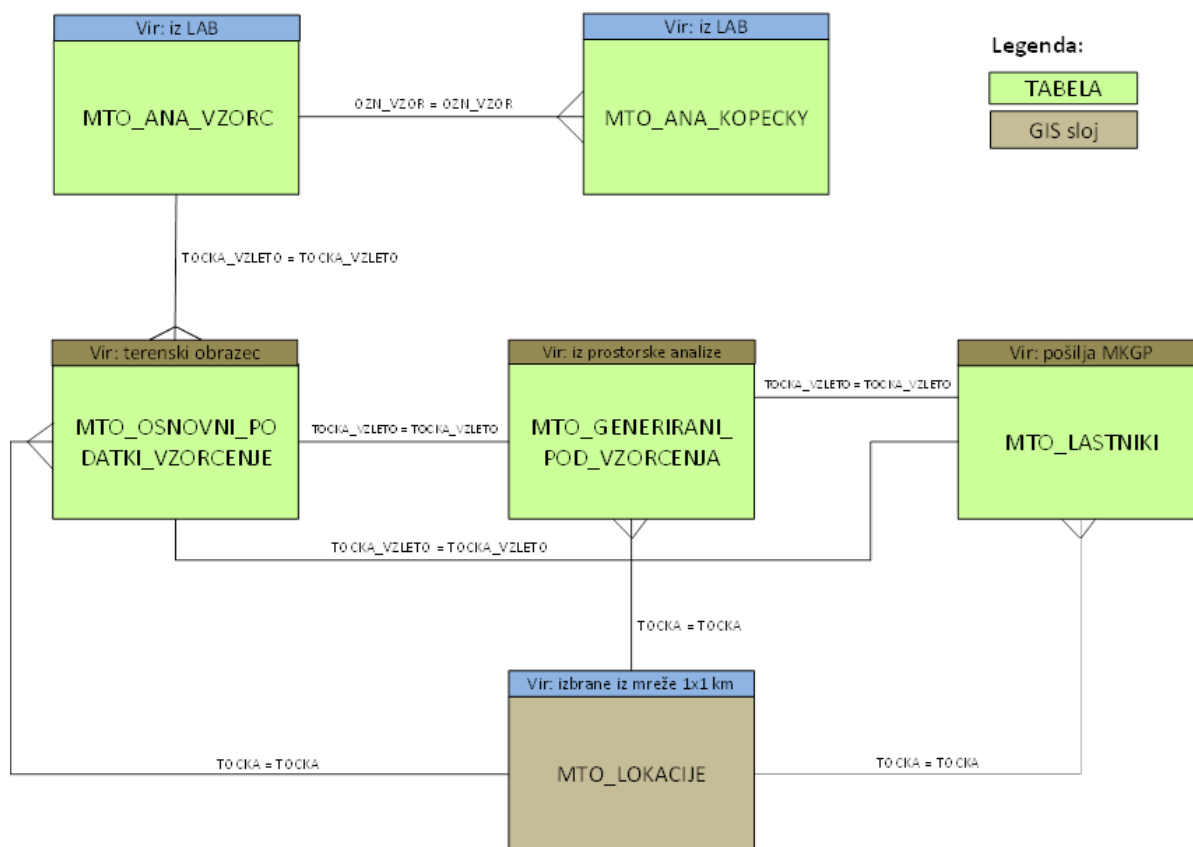 Vir: iz LAB
MTO_ANA_VZORC
OZN_VZOR = OZN_VZOR
Vir: iz LAB
MTO_ANA_KOPECKY
Legenda:
TABELA
GIS sloj
TOCKA_VZLETO = TOCKA_VZLETO
Vir: terenski obrazec
MTO_OSNOVNI_PO
DATKI_VZORCENJE
TOCKA_VZLETO = TOCKA_VZLETO
Vir: iz prostorske analize
MTO_GENERIRANI_
POD_VZORCENJA
TOCKA_VZLETO = TOCKA_VZLETO
Vir: pošilja MKGP
MTO_LASTNIKI
TOCKA_VZLETO = TOCKA_VZLETO
TOCKA = TOCKA
Vir: izbrane iz mreže 1x1 km
MTO_LOKACIJE
TOCKA = TOCKA
TOCKA = TOCKA